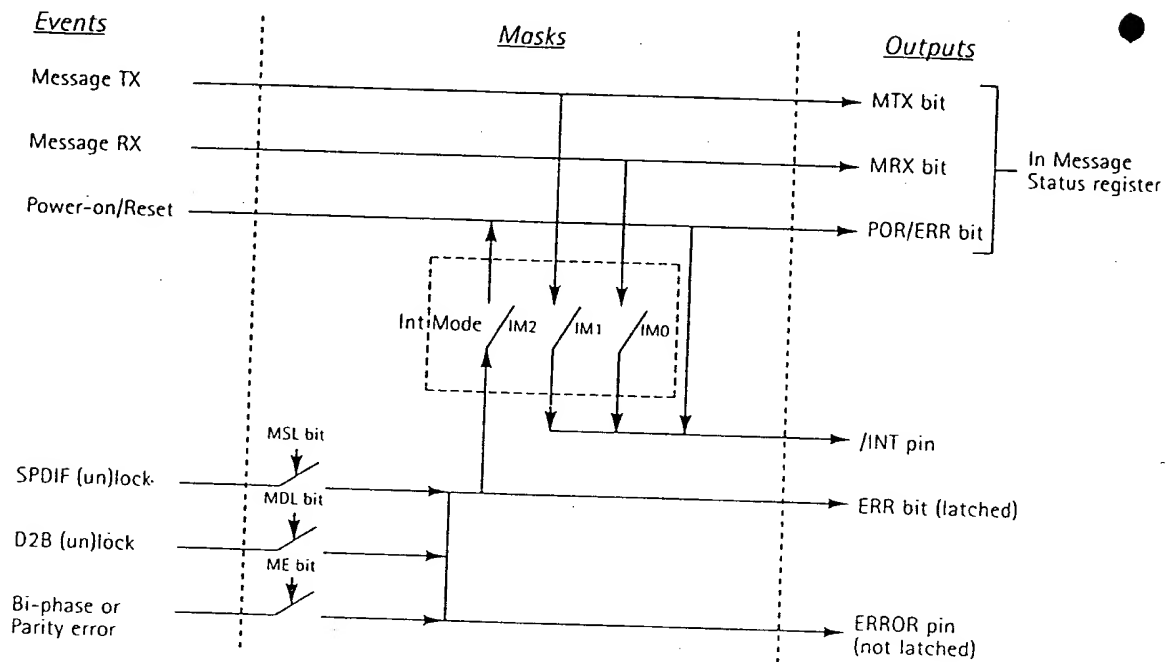 Events
Masks
Outputs
Message TX
MTX bit
Message RX
MRX bit
In Message
Status register
Power-on/Reset
POR/ERR bit
Int Mode
IM2
IM1
IM0
/INT pin
MSL bit
SPDIF (un)lock
ERR bit (latched)
MDL bit
D2B (un)lock
ME bit
Bi-phase or
Parity error
ERROR pin
(not latched)